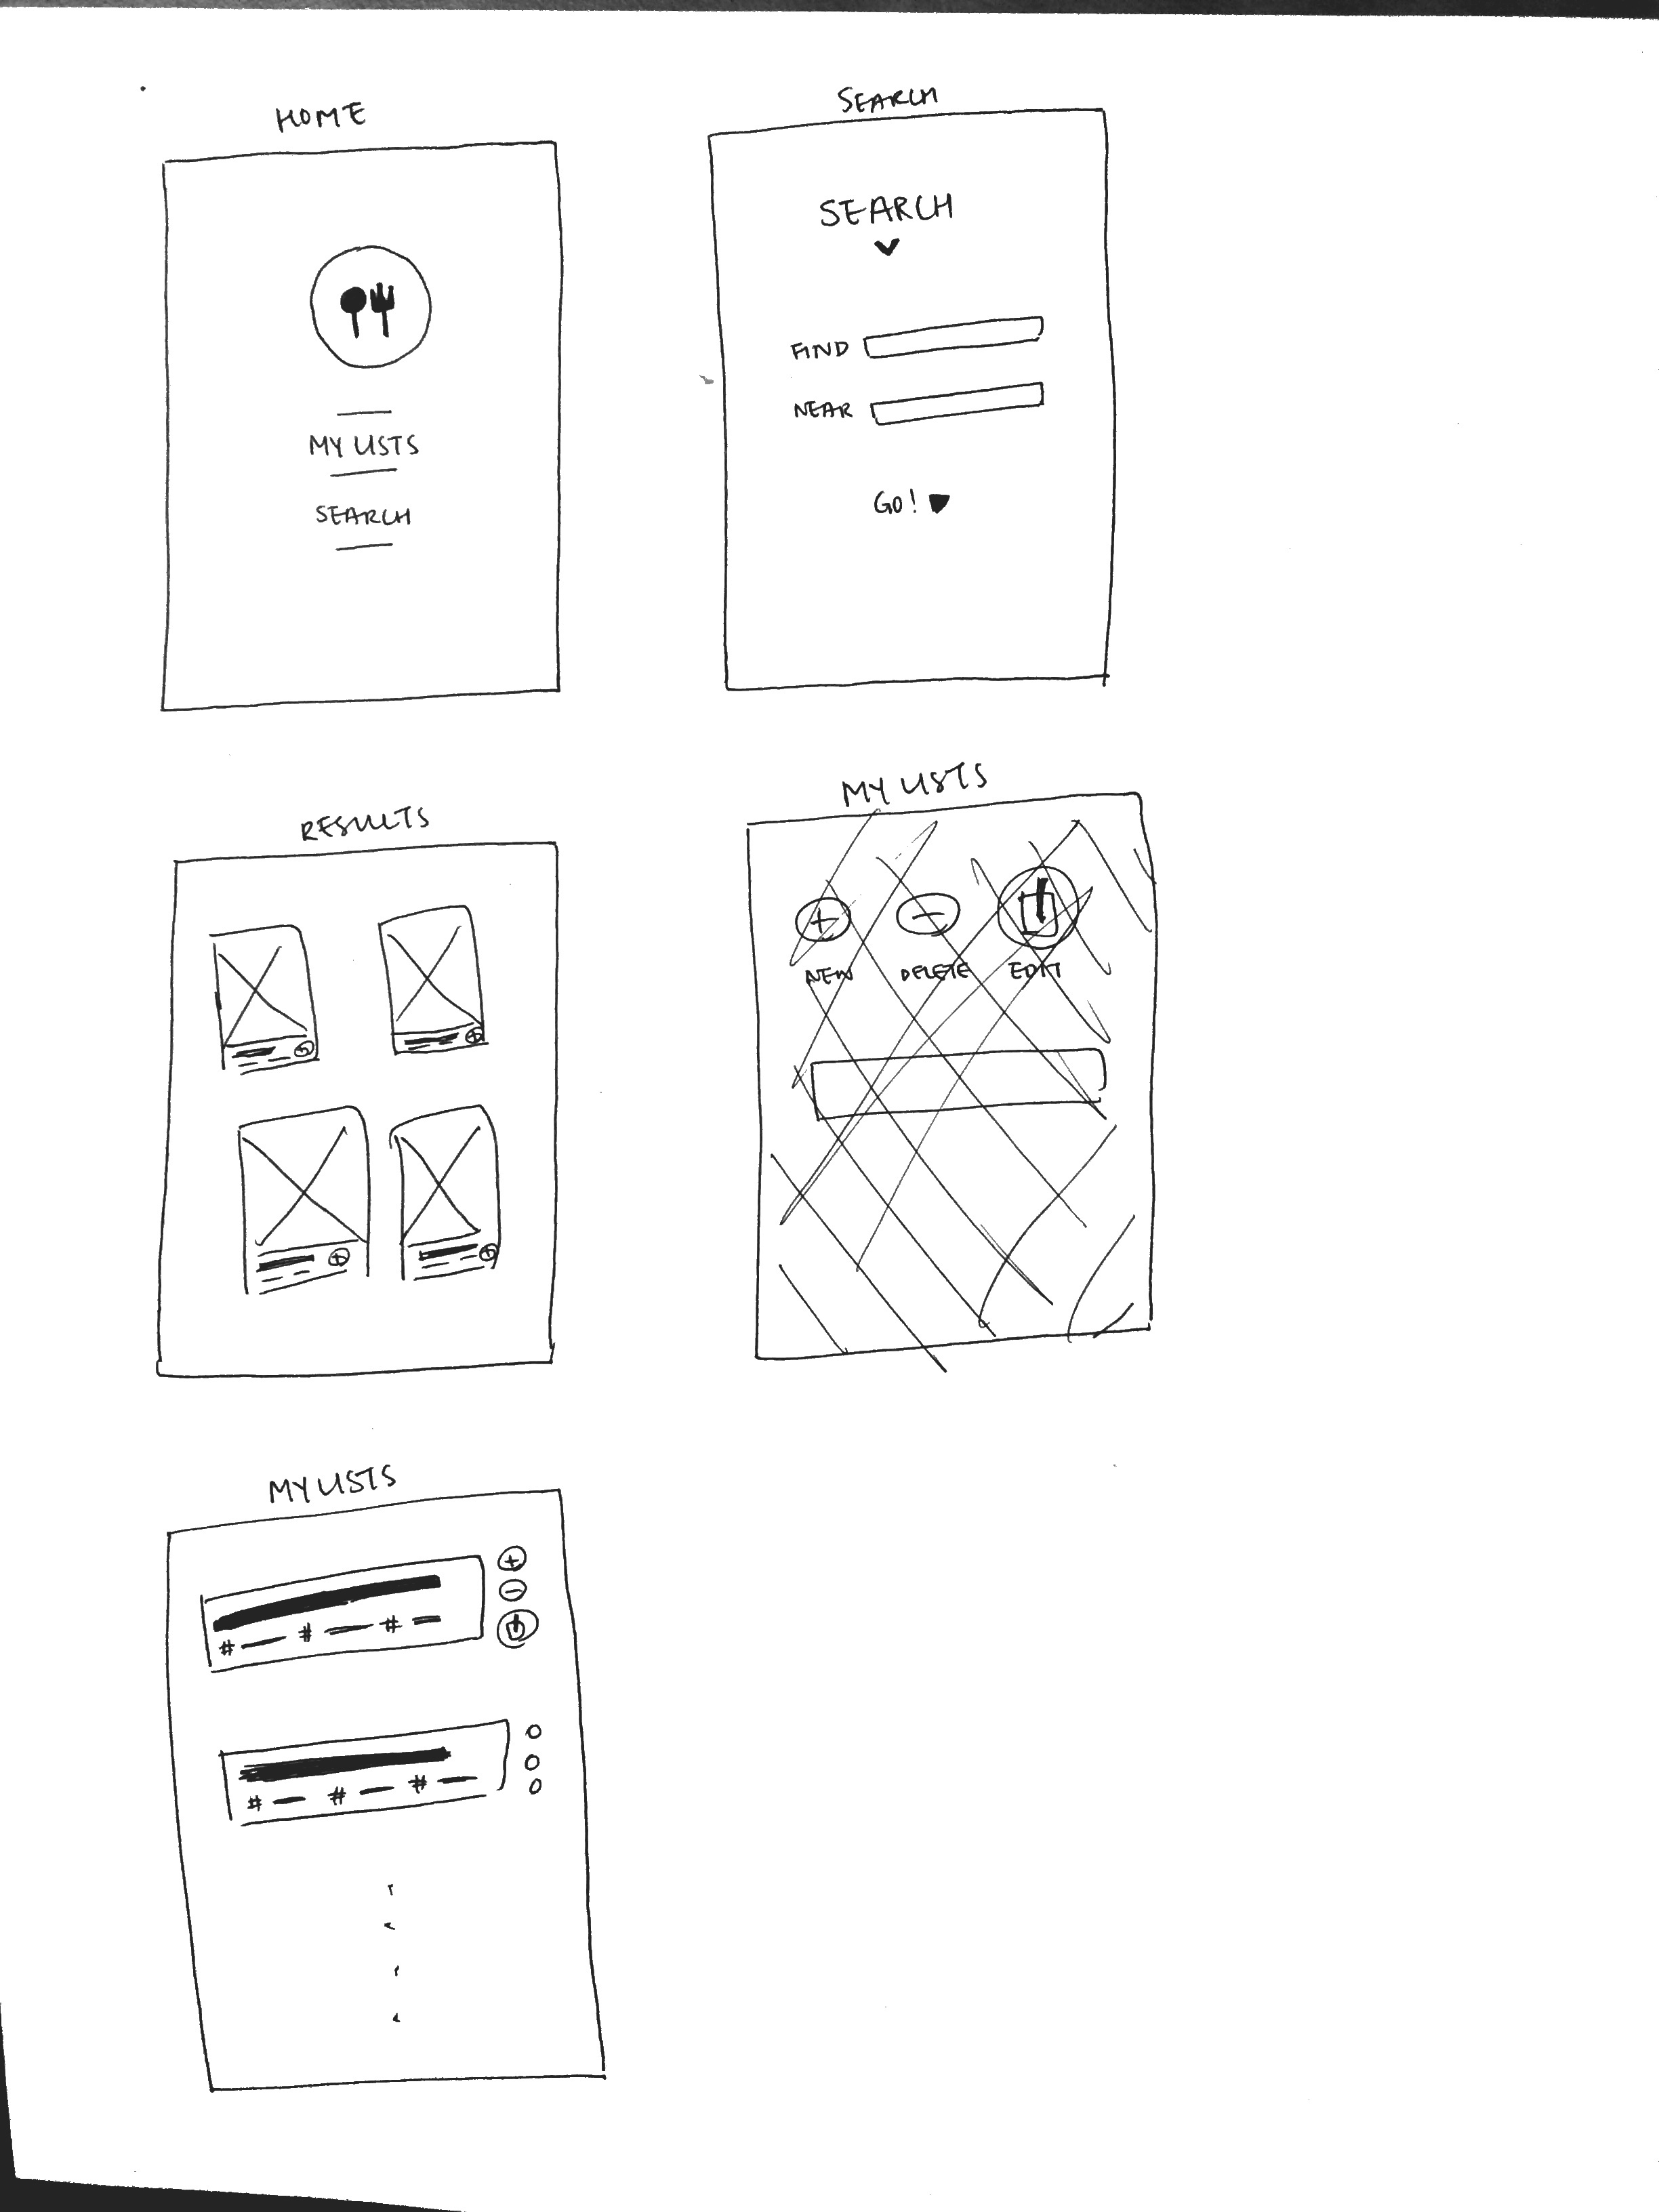 HOME
MY LISTS
SEARCH
SEARCH
SEARCH
FIND
NEAR
GO!
RESULTS
MY LISTS
+ - 
NEW DELETE EDIT
MY LISTS
+
-
# # #
# # #